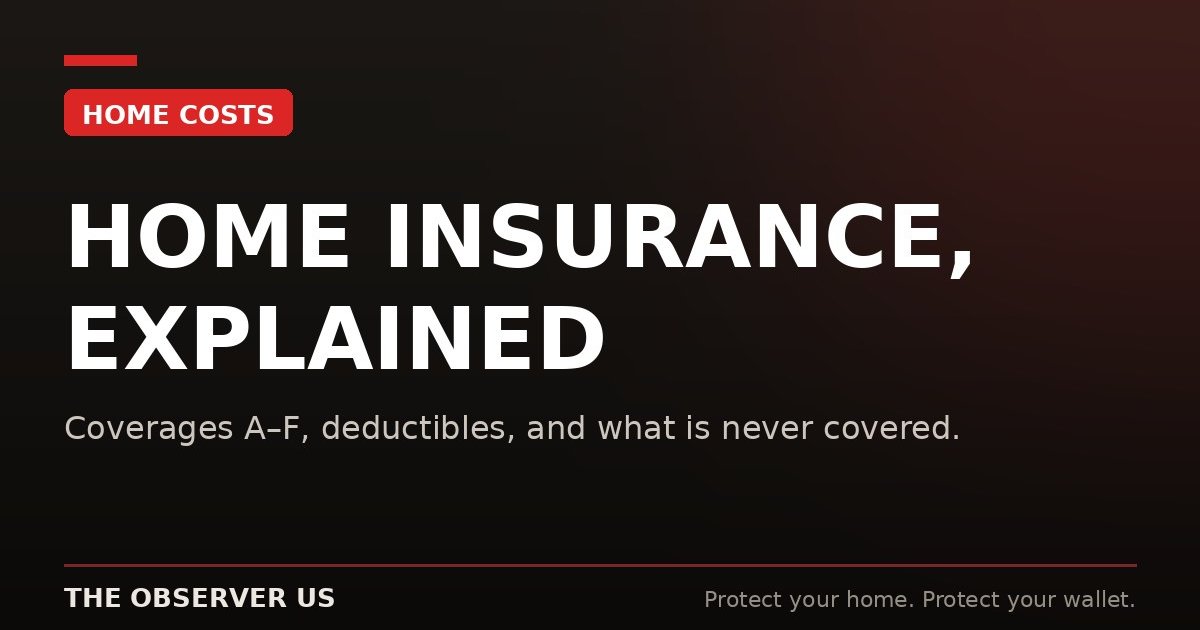 HOME COSTS
HOME INSURANCE,
EXPLAINED
Coverages A–F, deductibles, and what is never covered.
THE OBSERVER US
Protect your home. Protect your wallet.